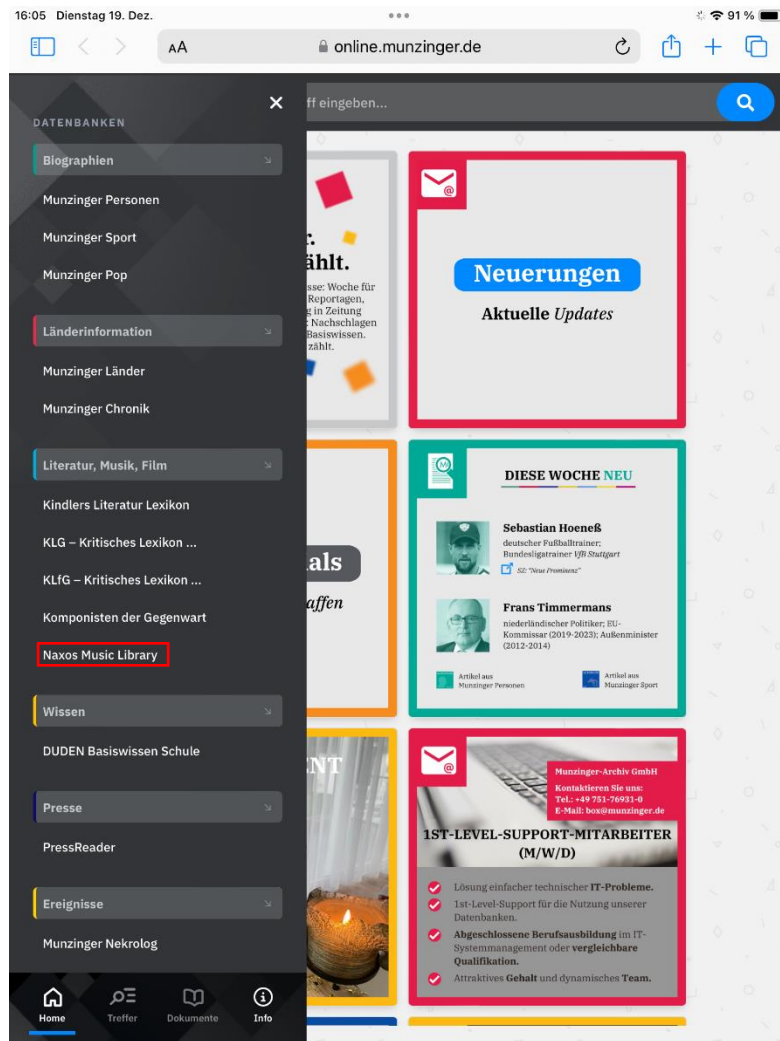 16:05 Dienstag 19. Dez.
91 %
AA
online.munzinger.de
ff eingeben...
DATENBANKEN
Biographien
Munzinger Personen
Munzinger Sport
Munzinger Pop
Länderinformation
Munzinger Länder
Munzinger Chronik
Literatur, Musik, Film
Kindlers Literatur Lexikon
KLG – Kritisches Lexikon ...
KLfG – Kritisches Lexikon ...
Komponisten der Gegenwart
Naxos Music Library
Wissen
DUDEN Basiswissen Schule
Presse
PressReader
Ereignisse
Munzinger Nekrolog
Home
Treffer
Dokumente
Info
r.
ählt.
sse: Woche für
Reportagen,
g in Zeitung
: Nachschlagen
Basiswissen.
zählt.
@
Neuerungen
Aktuelle Updates
als
affen
DIESE WOCHE NEU
Sebastian Hoeneß
deutscher Fußballtrainer;
Bundesligatrainer VfB Stuttgart
SZ: "Neue Prominenz"
Frans Timmermans
niederländischer Politiker; EU-
Kommissar (2019-2023); Außenminister
(2012-2014)
Artikel aus
Munzinger Personen
Artikel aus
Munzinger Sport
NT
@
Munzinger-Archiv GmbH
Kontaktieren Sie uns:
Tel.: +49 751-76931-0
E-Mail: box@munzinger.de
1ST-LEVEL-SUPPORT-MITARBEITER
(M/W/D)
Lösung einfacher technischer IT-Probleme.
1st-Level-Support für die Nutzung unserer
Datenbanken.
Abgeschlossene Berufsausbildung im IT-
Systemmanagement oder vergleichbare
Qualifikation.
Attraktives Gehalt und dynamisches Team.